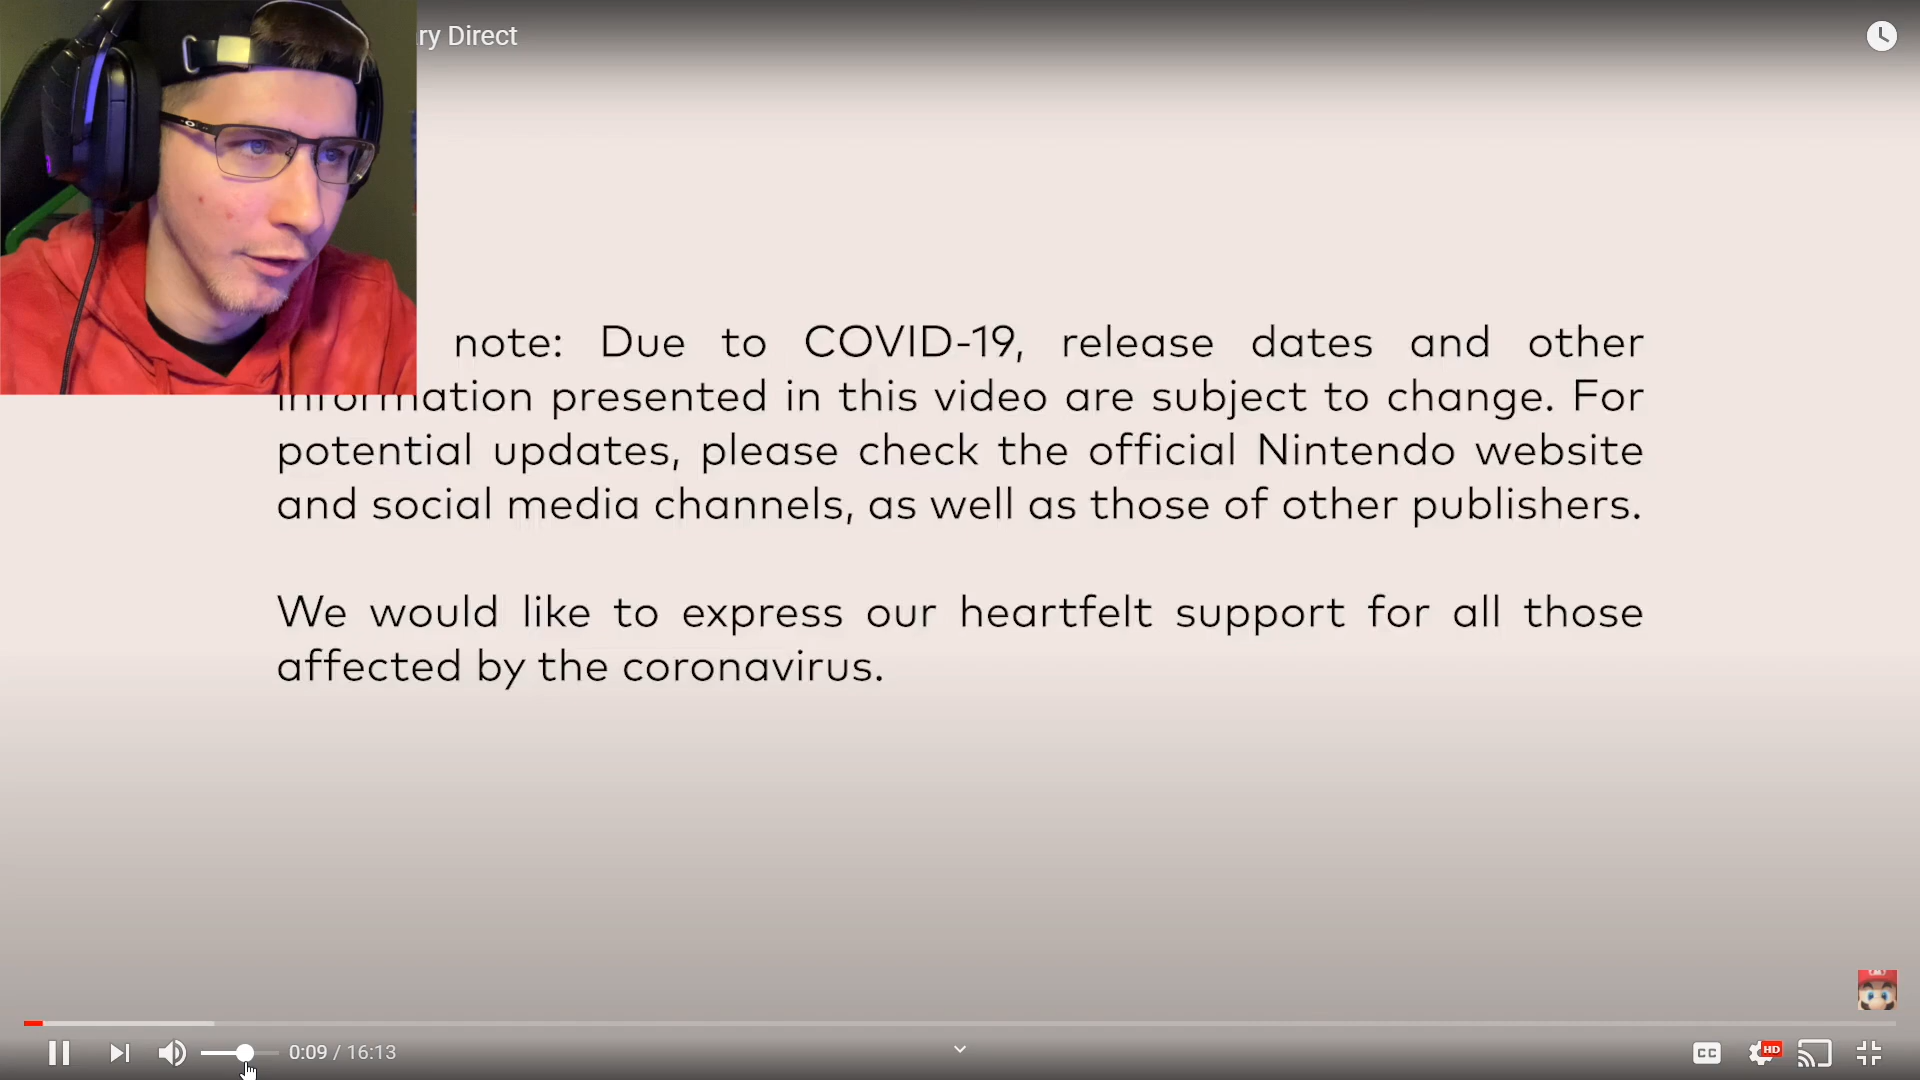 ry Direct
note: Due to COVID-19, release dates and other
information presented in this video are subject to change. For
potential updates, please check the official Nintendo website
and social media channels, as well as those of other publishers.
We would like to express our heartfelt support for all those
affected by the coronavirus.
0:09 / 16:13
CC
HD